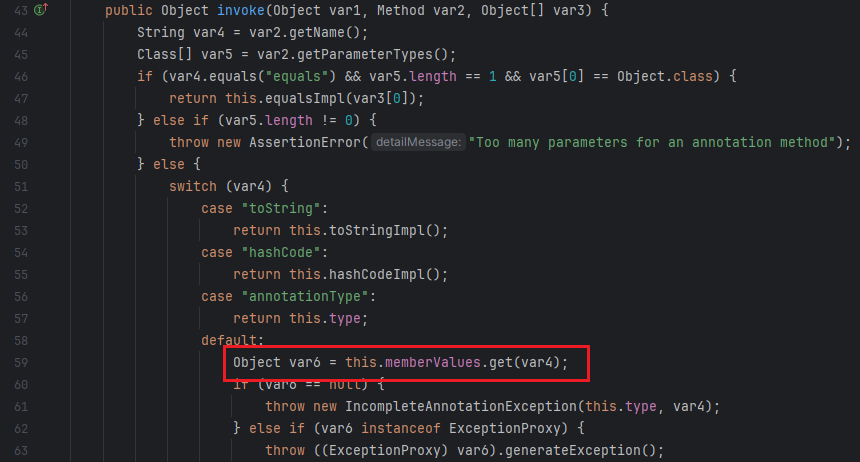 43 public Object invoke(Object var1, Method var2, Object[] var3) {
44 String var4 = var2.getName();
45 Class[] var5 = var2.getParameterTypes();
46 if (var4.equals("equals") && var5.length == 1 && var5[0] == Object.class) {
47 return this.equalsImpl(var3[0]);
48 } else if (var5.length != 0) {
49 throw new AssertionError( detailMessage: "Too many parameters for an annotation method");
50 } else {
51 switch (var4) {
52 case "toString":
53 return this.toStringImpl();
54 case "hashCode":
55 return this.hashCodeImpl();
56 case "annotationType":
57 return this.type;
58 default:
59 Object var6 = this.memberValues.get(var4);
60 if (var6 == null) {
61 throw new IncompleteAnnotationException(this.type, var4);
62 } else if (var6 instanceof ExceptionProxy) {
63 throw ((ExceptionProxy) var6).generateException();